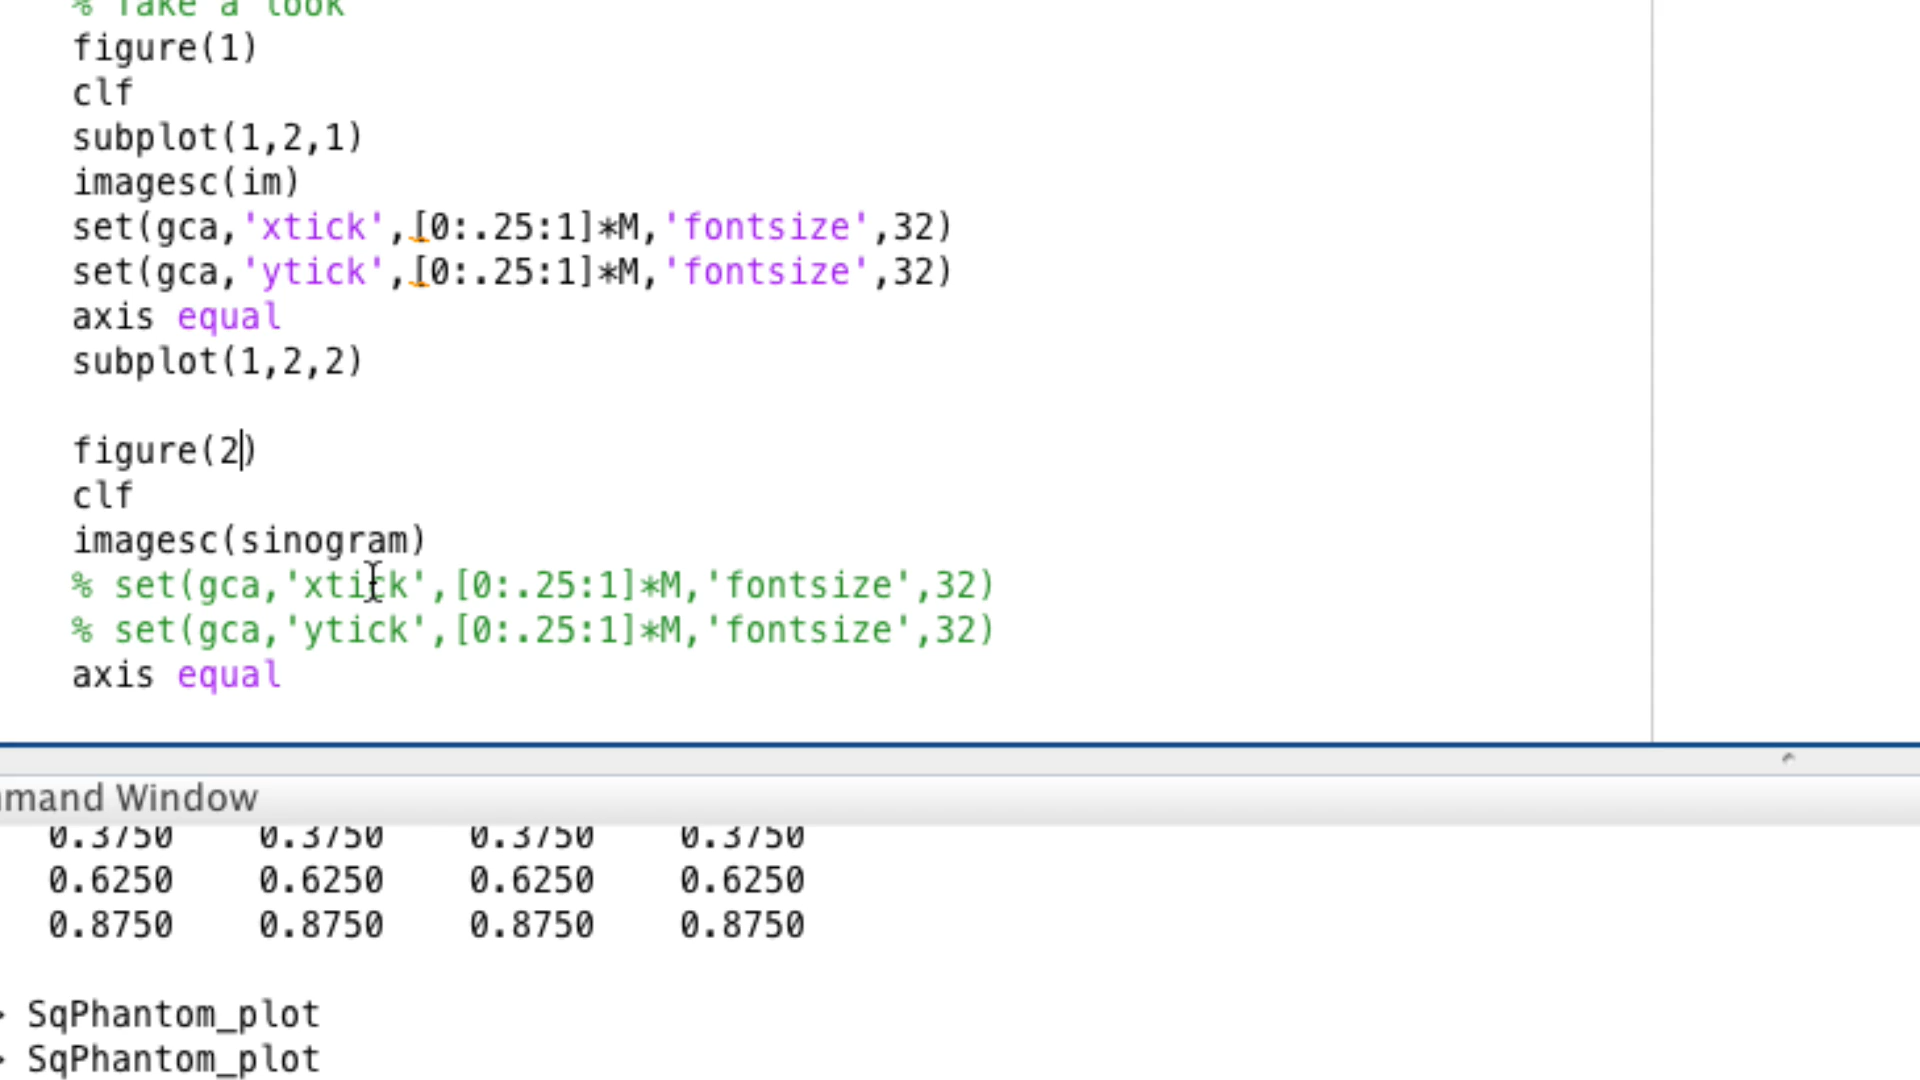 % Take a look
figure(1)
clf
subplot(1,2,1)
imagesc(im)
set(gca,'xtick',[0:.25:1]*M,'fontsize',32)
set(gca,'ytick',[0:.25:1]*M,'fontsize',32)
axis equal
subplot(1,2,2)
figure(2)
clf
imagesc(sinogram)
% set(gca,'xtick',[0:.25:1]*M,'fontsize',32)
% set(gca,'ytick',[0:.25:1]*M,'fontsize',32)
axis equal
mmand Window
0.3750 0.3750 0.3750 0.3750
0.6250 0.6250 0.6250 0.6250
0.8750 0.8750 0.8750 0.8750
> SqPhantom_plot
> SqPhantom_plot